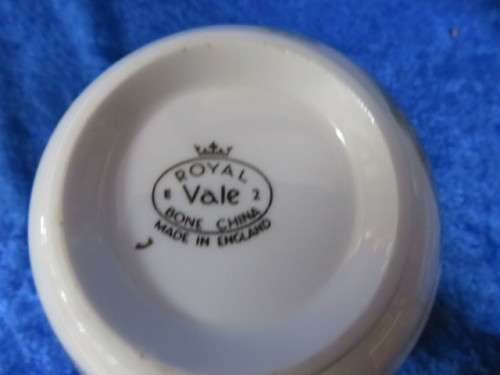 ROYAL
E Vale 2
BONE CHINA
MADE IN ENGLAND